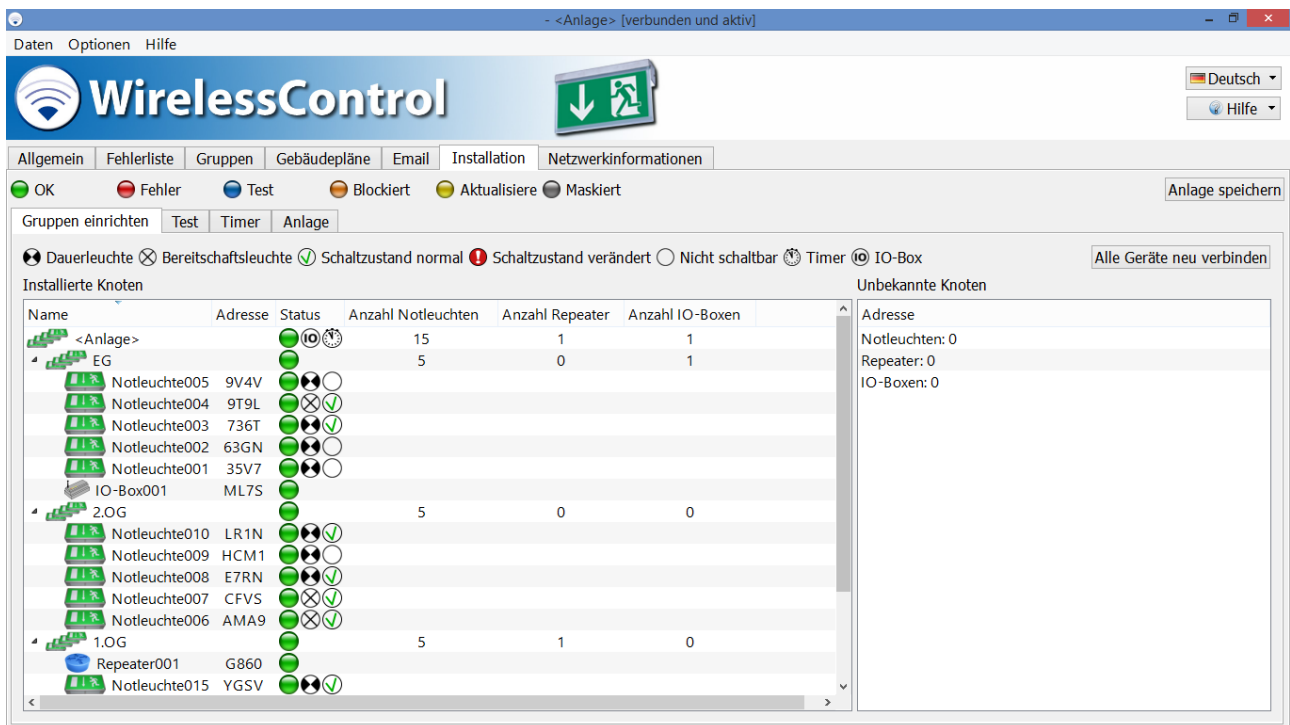 - <Anlage> [verbunden und aktiv]
Daten Optionen Hilfe
WirelessControl
Deutsch
Hilfe
Allgemein Fehlerliste Gruppen Gebäudepläne Email Installation Netzwerkinformationen
OK Fehler Test Blockiert Aktualisiere Maskiert Anlage speichern
Gruppen einrichten Test Timer Anlage
Dauerleuchte Bereitschaftsleuchte Schaltzustand normal Schaltzustand verändert Nicht schaltbar Timer IO IO-Box Alle Geräte neu verbinden
Installierte Knoten Unbekannte Knoten
Name Adresse Status Anzahl Notleuchten Anzahl Repeater Anzahl IO-Boxen Adresse
<Anlage> IO 15 1 1 Notleuchten: 0
EG 5 0 1 Repeater: 0
Notleuchte005 9V4V IO-Boxen: 0
Notleuchte004 9T9L
Notleuchte003 736T
Notleuchte002 63GN
Notleuchte001 35V7
IO-Box001 ML7S
2.OG 5 0 0
Notleuchte010 LR1N
Notleuchte009 HCM1
Notleuchte008 E7RN
Notleuchte007 CFVS
Notleuchte006 AMA9
1.OG 5 1 0
Repeater001 G860
Notleuchte015 YGSV